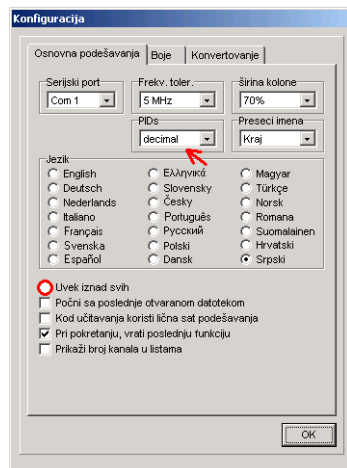 Konfiguracija
Osnovna podešavanja Boje Konvertovanje
Serijski port Frekv. toler. širina kolone
Com 1 5 MHz 70%
PIDs Preseci imena
decimal Kraj
Jezik
English Ελληνικά Magyar
Deutsch Slovensky Türkçe
Nederlands Česky Norsk
Italiano Português Romana
Français Русский Suomalainen
Svenska Polski Hrvatski
Español Dansk Srpski
Uvek iznad svih
Počni sa poslednje otvaranom datotekom
Kod učitavanja koristi lična sat podešavanja
Pri pokretanju, vrati poslednju funkciju
Prikaži broj kanala u listama
OK